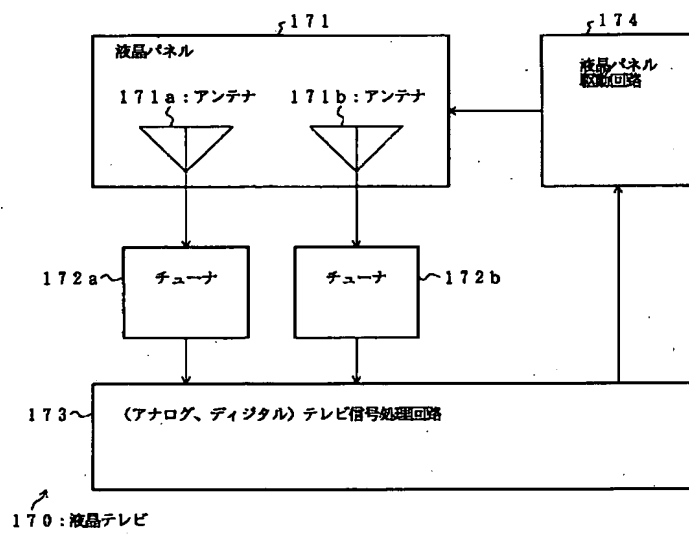 171
液晶パネル
171a:アンテナ
171b:アンテナ
174
液晶パネル
駆動回路
172a
チューナ
チューナ
172b
173
(アナログ、ディジタル)テレビ信号処理回路
170:液晶テレビ